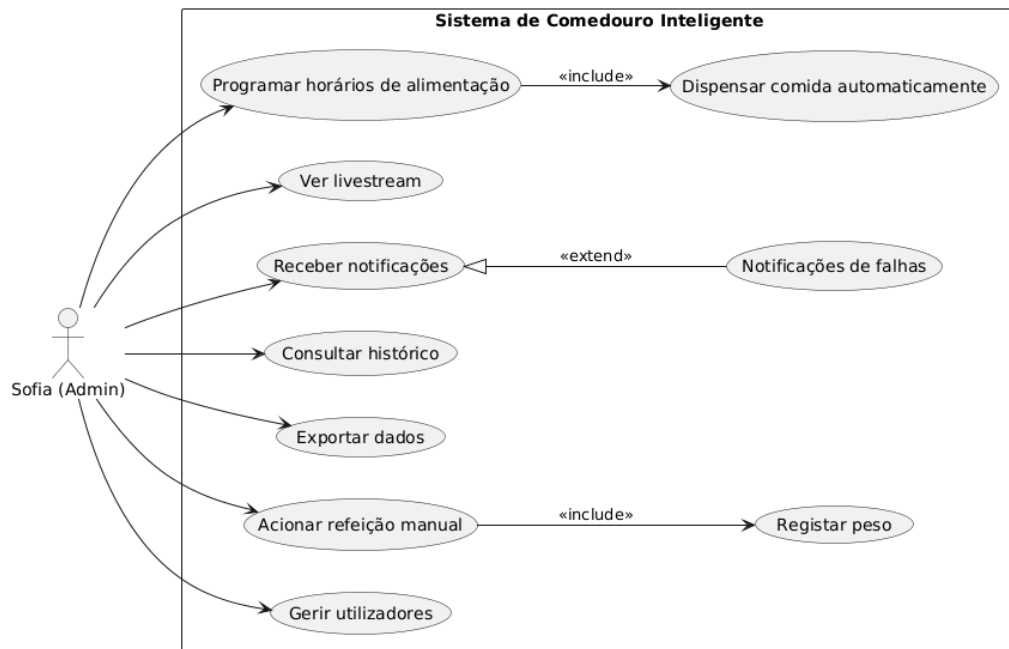 Sistema de Comedouro Inteligente
Programar horários de alimentação
«include»
Dispensar comida automaticamente
Ver livestream
Receber notificações
«extend»
Notificações de falhas
Sofia (Admin)
Consultar histórico
Exportar dados
Acionar refeição manual
«include»
Registar peso
Gerir utilizadores